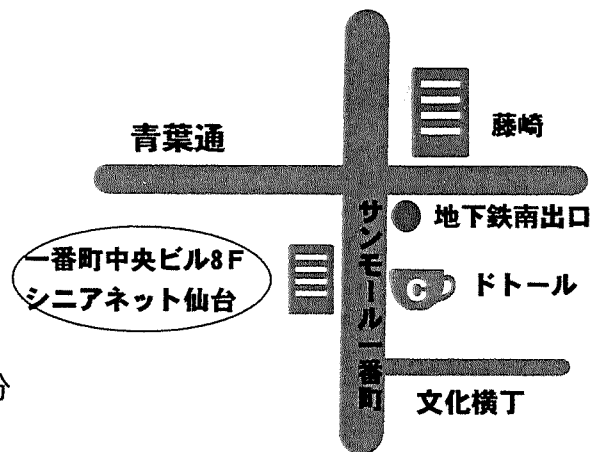 藤崎
青葉通
地下鉄南出口
サンモール一番町
一番町中央ビル8F
シニアネット仙台
C
ドトール
分
文化横丁